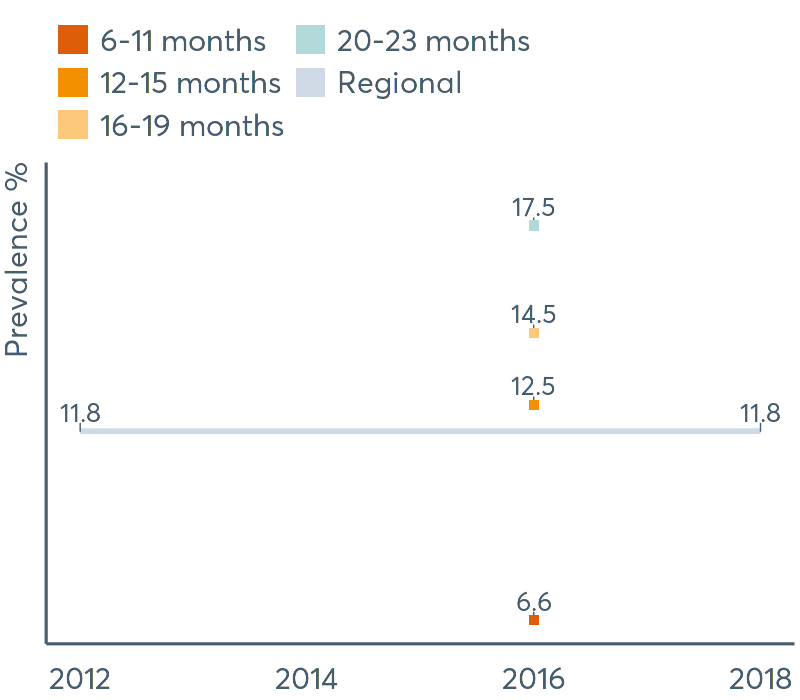 6-11 months
20-23 months
12-15 months
Regional
16-19 months
Prevalence %
17.5
14.5
12.5
11.8
11.8
6.6
2012
2014
2016
2018